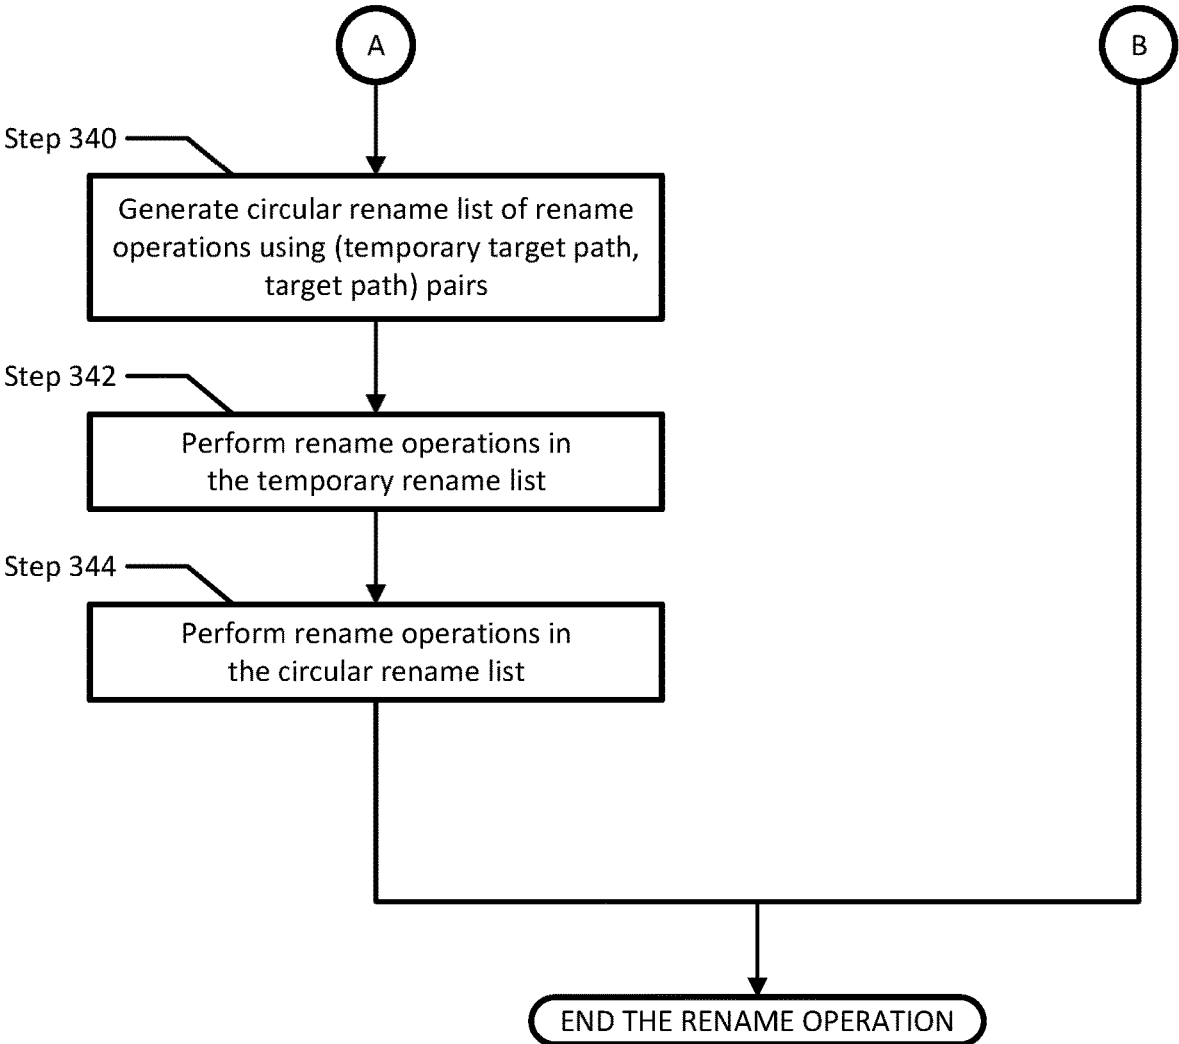 A
B
Step 340
Generate circular rename list of rename
operations using (temporary target path,
target path) pairs
Step 342
Perform rename operations in
the temporary rename list
Step 344
Perform rename operations in
the circular rename list
END THE RENAME OPERATION